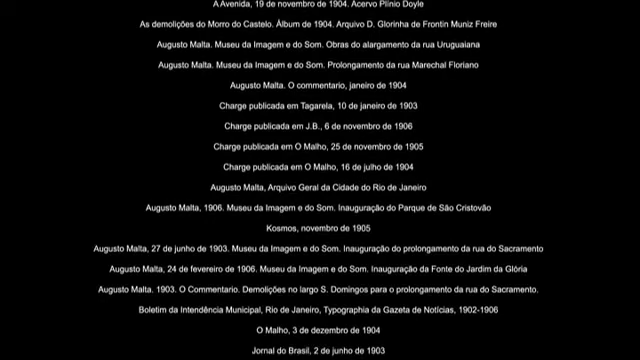 A Avenida, 19 de novembro de 1904. Acervo Plínio Doyle
As demolições do Morro do Castelo. Álbum de 1904. Arquivo D. Glorinha de Frontin Muniz Freire
Augusto Malta. Museu da Imagem e do Som. Obras do alargamento da rua Uruguaiana
Augusto Malta. Museu da Imagem e do Som. Prolongamento da rua Marechal Floriano
Augusto Malta. O commentario, janeiro de 1904
Charge publicada em Tagarela, 10 de janeiro de 1903
Charge publicada em J.B., 6 de novembro de 1906
Charge publicada em O Malho, 25 de novembro de 1905
Charge publicada em O Malho, 16 de julho de 1904
Augusto Malta, Arquivo Geral da Cidade do Rio de Janeiro
Augusto Malta, 1906. Museu da Imagem e do Som. Inauguração do Parque de São Cristovão
Kosmos, novembro de 1905
Augusto Malta, 27 de junho de 1903. Museu da Imagem e do Som. Inauguração do prolongamento da rua do Sacramento
Augusto Malta, 24 de fevereiro de 1906. Museu da Imagem e do Som. Inauguração da Fonte do Jardim da Glória
Augusto Malta. 1903. O Commentario. Demolições no largo S. Domingos para o prolongamento da rua do Sacramento.
Boletim da Intendência Municipal, Rio de Janeiro, Typographia da Gazeta de Notícias, 1902-1906
O Malho, 3 de dezembro de 1904
Jornal do Brasil, 2 de junho de 1903